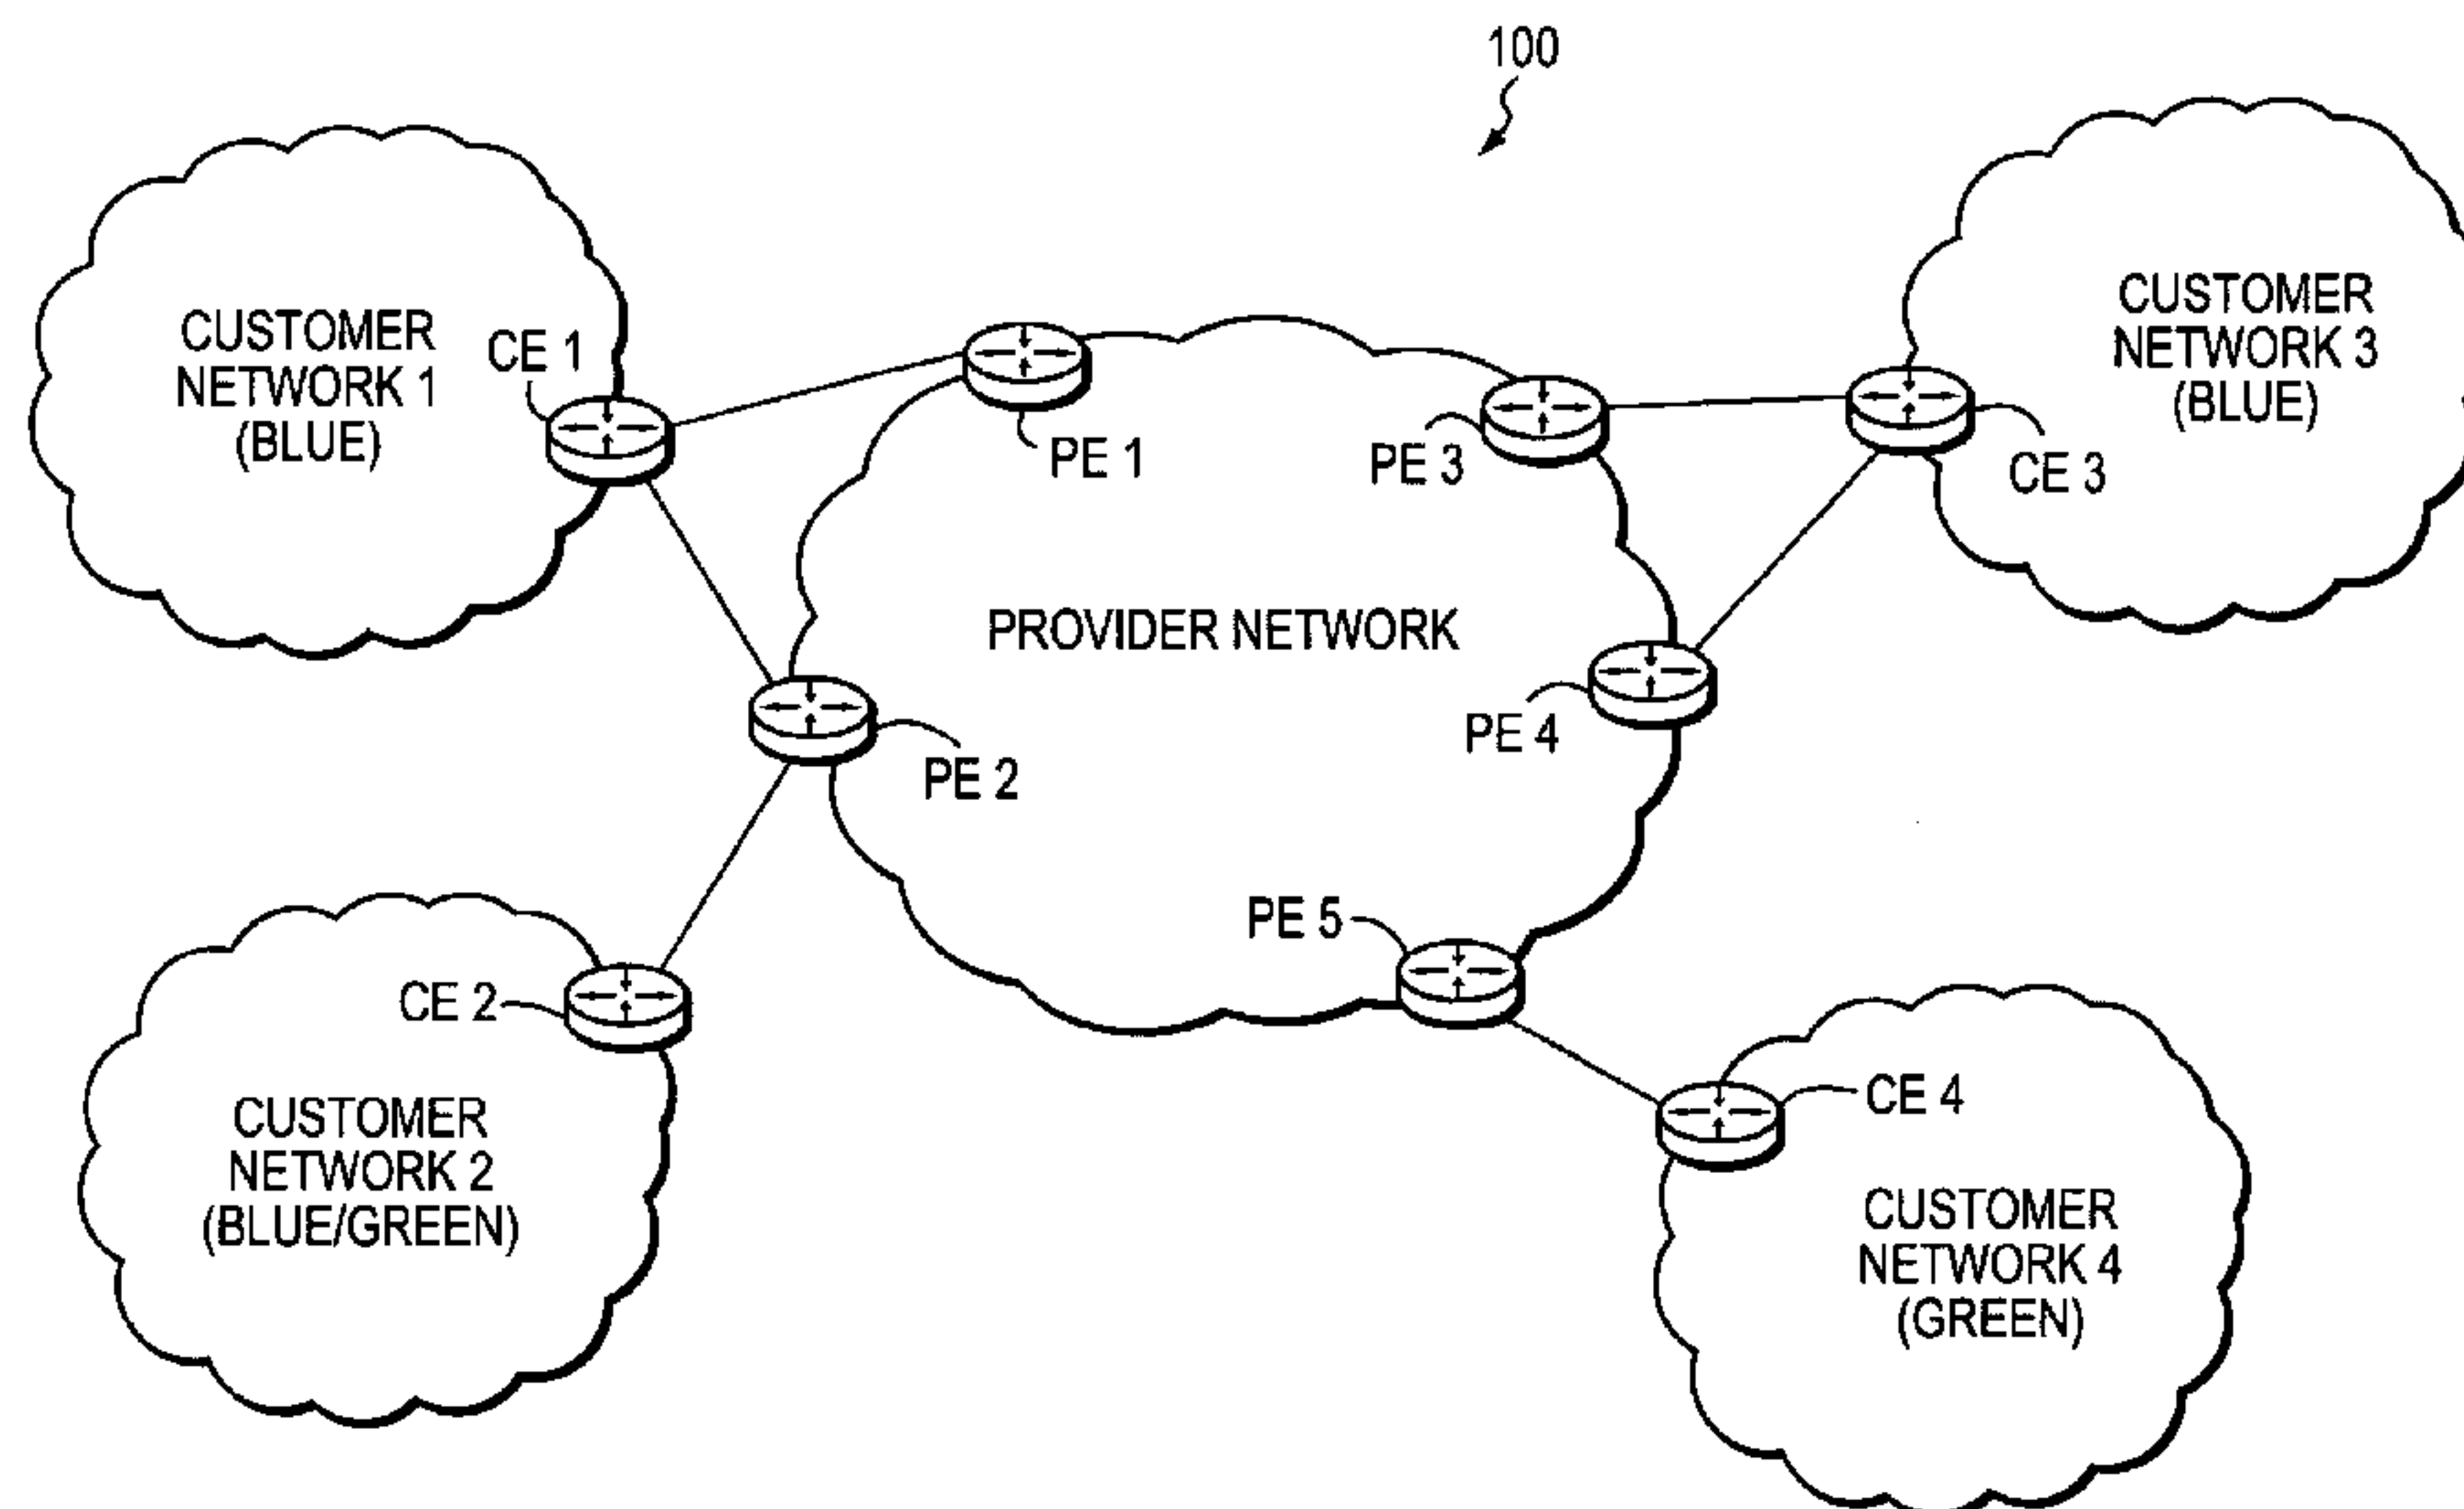 100
CUSTOMER
NETWORK 1
(BLUE)
CE 1
PE 1
PE 3
CUSTOMER
NETWORK 3
(BLUE)
CE 3
PROVIDER NETWORK
PE 2
PE 4
PE 5
CE 2
CUSTOMER
NETWORK 2
(BLUE/GREEN)
CE 4
CUSTOMER
NETWORK 4
(GREEN)